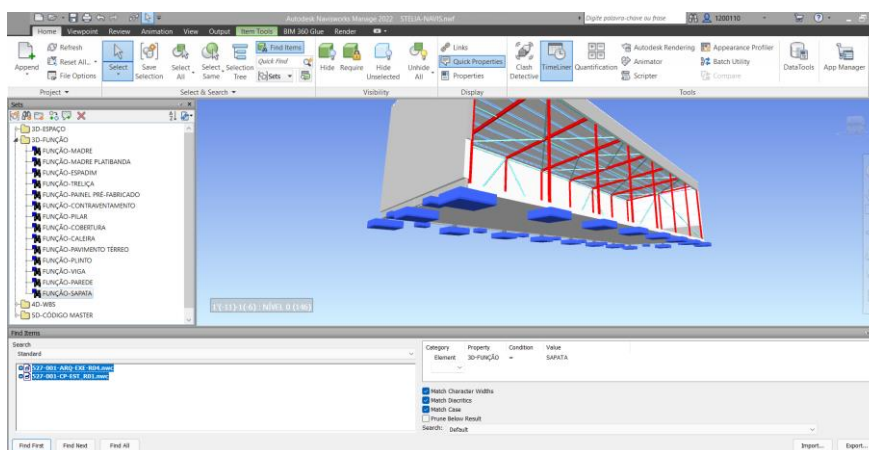 Autodesk Navisworks Manage 2022 STELIA-NAVIS.nwf
Digite palavra-chave ou frase
1200110
Home Viewpoint Review Animation View Output Item Tools BIM 360 Glue Render
Append
Refresh
Reset All...
File Options
Project
Select
Save Selection
Select All
Select Same
Selection Tree
Find Items
Quick Find
Sets
Select & Search
Hide
Require
Hide Unselected
Unhide All
Visibility
Links
Quick Properties
Properties
Display
Clash Detective
TimeLiner
Quantification
Autodesk Rendering
Animator
Scripter
Appearance Profiler
Batch Utility
Compare
DataTools
App Manager
Tools
Sets
3D-ESPAÇO
3D-FUNÇÃO
FUNÇÃO-MADRE
FUNÇÃO-MADRE PLATIBANDA
FUNÇÃO-ESPADIM
FUNÇÃO-TRELIÇA
FUNÇÃO-PAINEL PRÉ-FABRICADO
FUNÇÃO-CONTRAVENTAMENTO
FUNÇÃO-PILAR
FUNÇÃO-COBERTURA
FUNÇÃO-CALEIRA
FUNÇÃO-PAVIMENTO TÉRREO
FUNÇÃO-PLINTO
FUNÇÃO-VIGA
FUNÇÃO-PAREDE
FUNÇÃO-SAPATA
4D-WBS
5D-CÓDIGO MASTER
Find Items
Search
Standard
527-001-ARQ-EXE-R04.nwc
527-001-CP-EST_R01.nwc
Category Property Condition Value
Element 3D-FUNÇÃO = SAPATA
Match Character Widths
Match Diacritics
Match Case
Prune Below Result
Search: Default
Find First Find Next Find All
Import... Export...